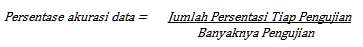 Persentase akurasi data = Jumlah Persentasi Tiap Pengujian
Banyaknya Pengujian